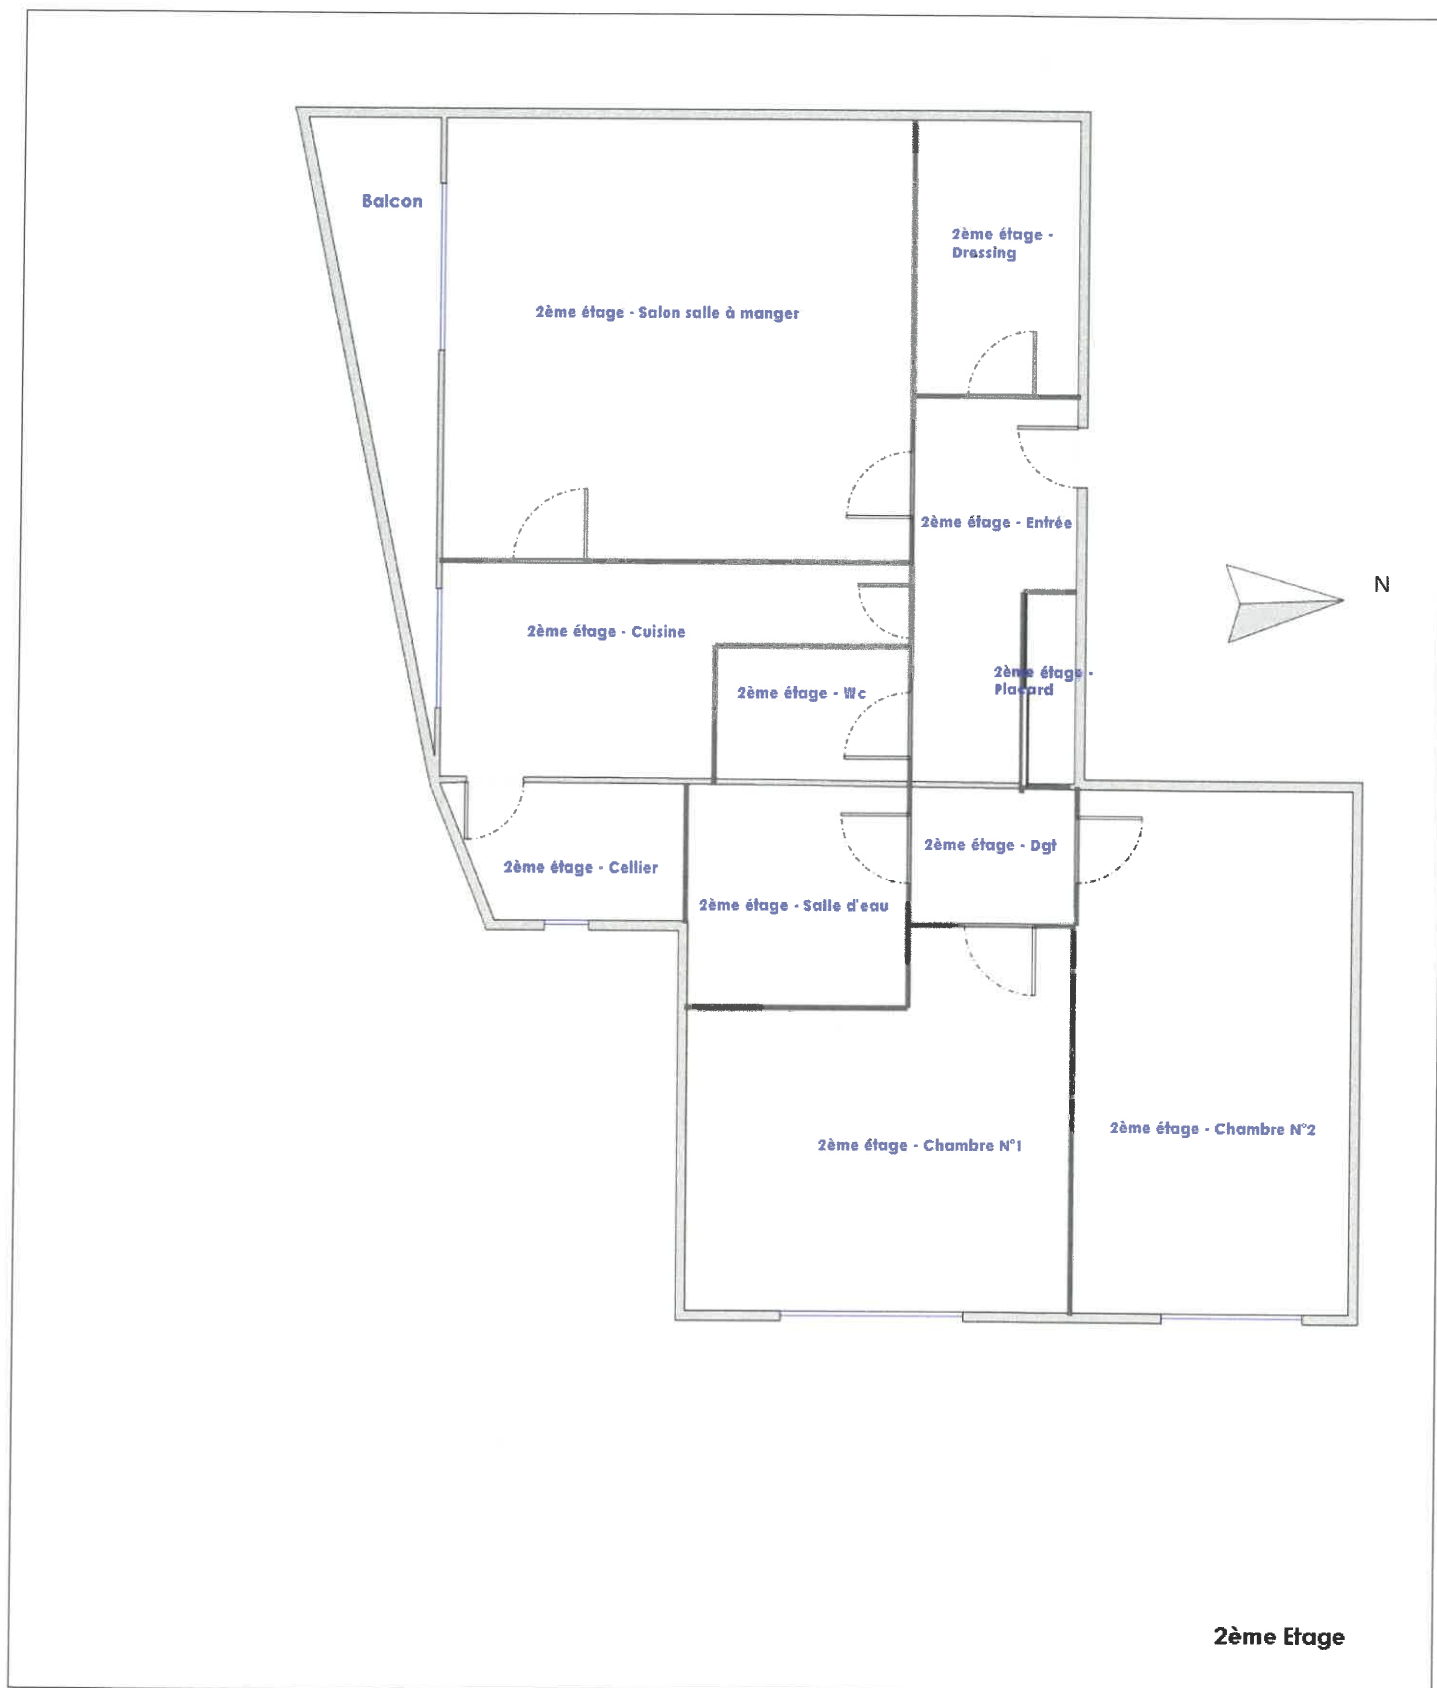 Balcon
2ème étage -
Dressing
2ème étage - Salon salle à manger
2ème étage - Entrée
N
2ème étage - Cuisine
2ème étage -
Placard
2ème étage - Wc
2ème étage - Dgt
2ème étage - Cellier
2ème étage - Salle d'eau
2ème étage - Chambre N°1
2ème étage - Chambre N°2
2ème Etage